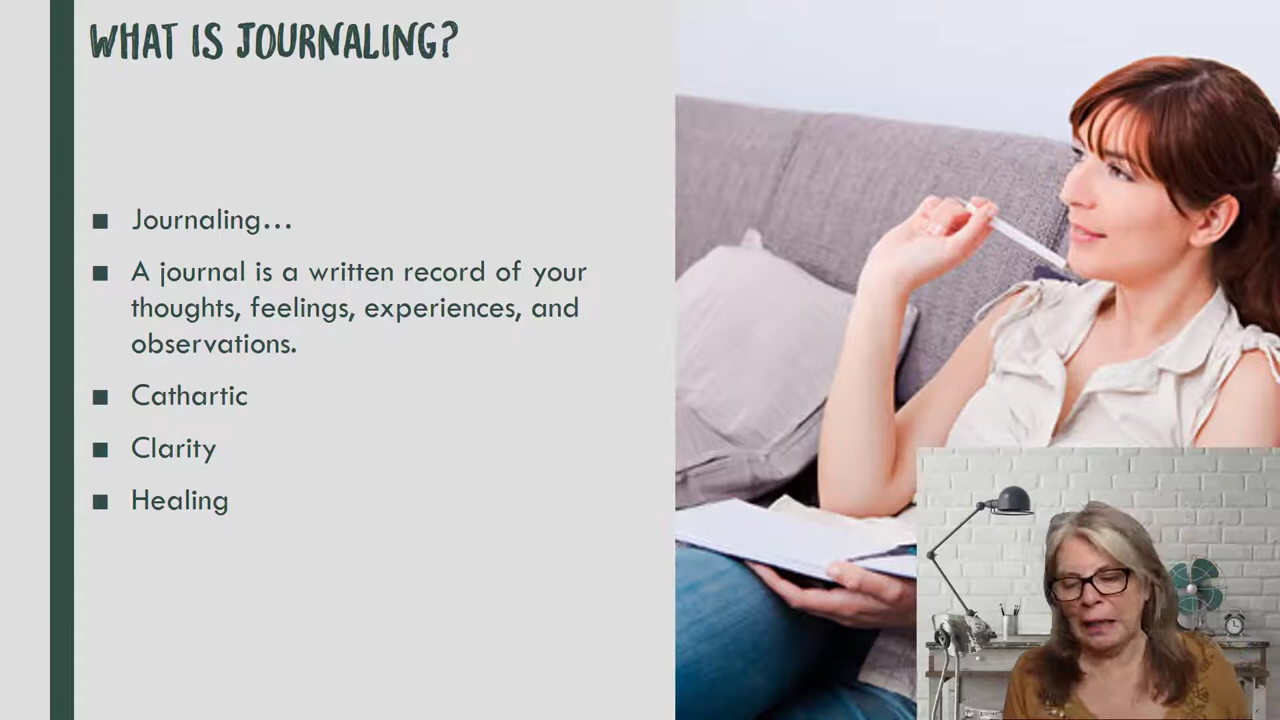 WHAT IS JOURNALING?
■ Journaling...
■ A journal is a written record of your
thoughts, feelings, experiences, and
observations.
■ Cathartic
■ Clarity
■ Healing